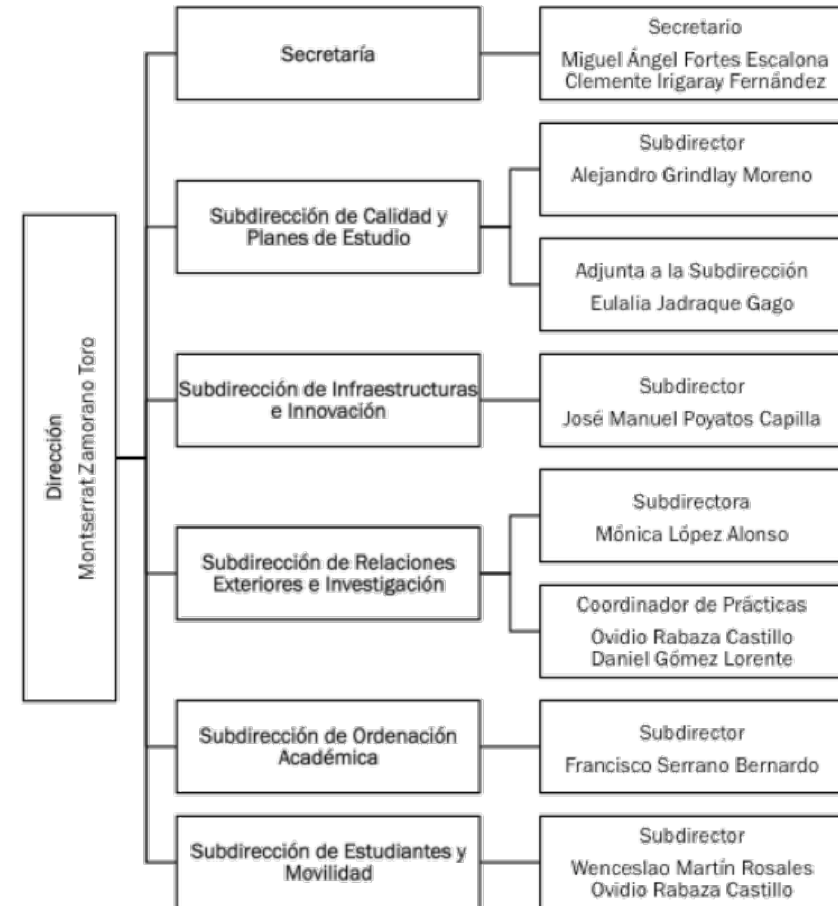 Dirección
Montserrat Zamorano Toro
Secretaría
Secretario
Miguel Ángel Fortes Escalona
Clemente Irigaray Fernández
Subdirección de Calidad y
Planes de Estudio
Subdirector
Alejandro Grindlay Moreno
Adjunta a la Subdirección
Eulalia Jadraque Gago
Subdirección de Infraestructuras
e Innovación
Subdirector
José Manuel Poyatos Capilla
Subdirección de Relaciones
Exteriores e Investigación
Subdirectora
Mónica López Alonso
Coordinador de Prácticas
Ovidio Rabaza Castillo
Daniel Gómez Lorente
Subdirección de Ordenación
Académica
Subdirector
Francisco Serrano Bernardo
Subdirección de Estudiantes y
Movilidad
Subdirector
Wenceslao Martín Rosales
Ovidio Rabaza Castillo